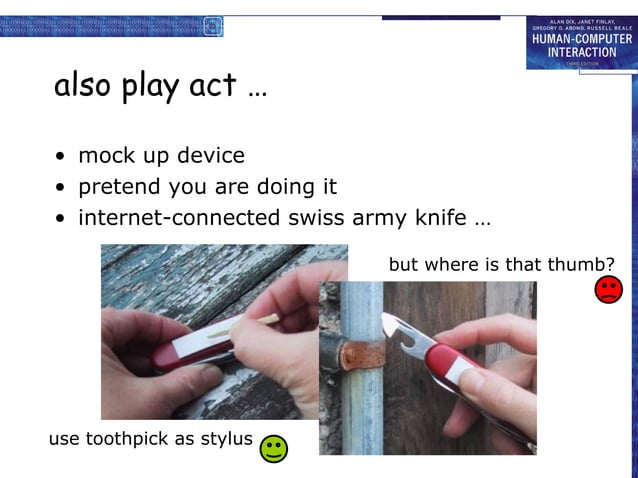 ALAN DIX, JANET FINLAY,
GREGORY D. ABOWD, RUSSELL BEALE
HUMAN-COMPUTER
INTERACTION
THIRD EDITION
also play act ...
• mock up device
• pretend you are doing it
• internet-connected swiss army knife ...
but where is that thumb?
use toothpick as stylus